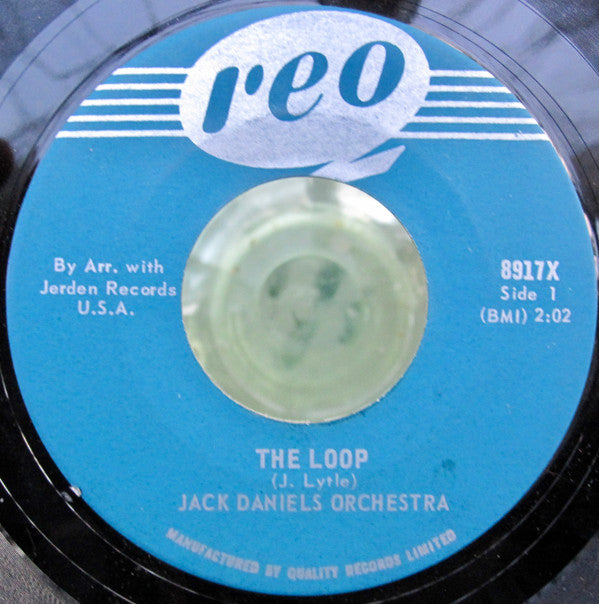 reo
By Arr. with
Jerden Records
U.S.A.
8917X
Side 1
(BMI) 2:02
THE LOOP
(J. Lytle)
JACK DANIELS ORCHESTRA
MANUFACTURED BY QUALITY RECORDS LIMITED